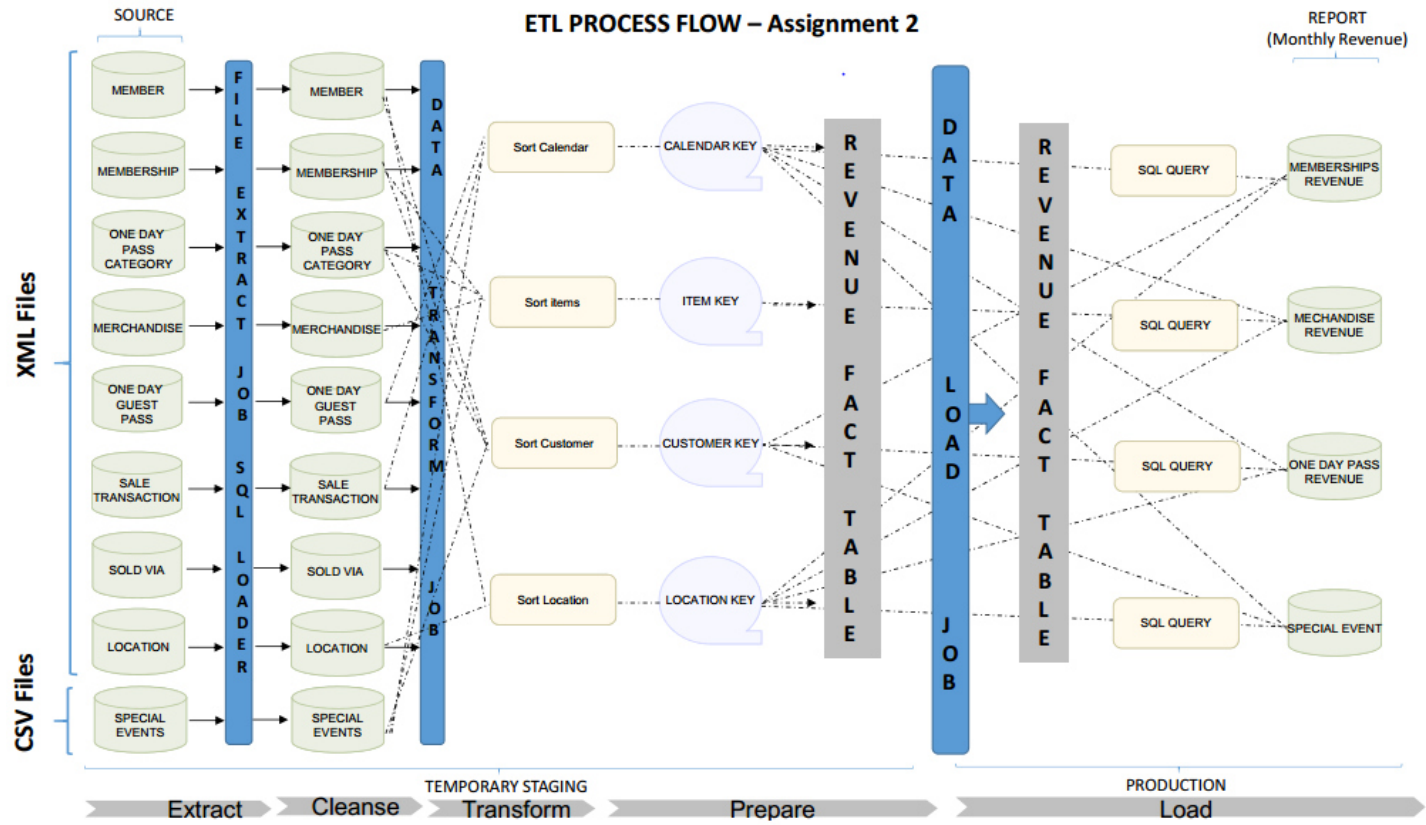 ETL PROCESS FLOW – Assignment 2
SOURCE
REPORT
(Monthly Revenue)
XML Files
CSV Files
MEMBER
MEMBERSHIP
ONE DAY
PASS
CATEGORY
MERCHANDISE
ONE DAY
GUEST
PASS
SALE
TRANSACTION
SOLD VIA
LOCATION
SPECIAL
EVENTS
FILE EXTRACT JOB SQL LOADER
MEMBER
MEMBERSHIP
ONE DAY
PASS
CATEGORY
MERCHANDISE
ONE DAY
GUEST
PASS
SALE
TRANSACTION
SOLD VIA
LOCATION
SPECIAL
EVENTS
DATA TRANSFORM JOB
Sort Calendar
Sort items
Sort Customer
Sort Location
CALENDAR KEY
ITEM KEY
CUSTOMER KEY
LOCATION KEY
REVENUE FACT TABLE
DATA LOAD JOB
REVENUE FACT TABLE
SQL QUERY
SQL QUERY
SQL QUERY
SQL QUERY
MEMBERSHIPS
REVENUE
MECHANDISE
REVENUE
ONE DAY PASS
REVENUE
SPECIAL EVENT
TEMPORARY STAGING
PRODUCTION
Extract
Cleanse
Transform
Prepare
Load